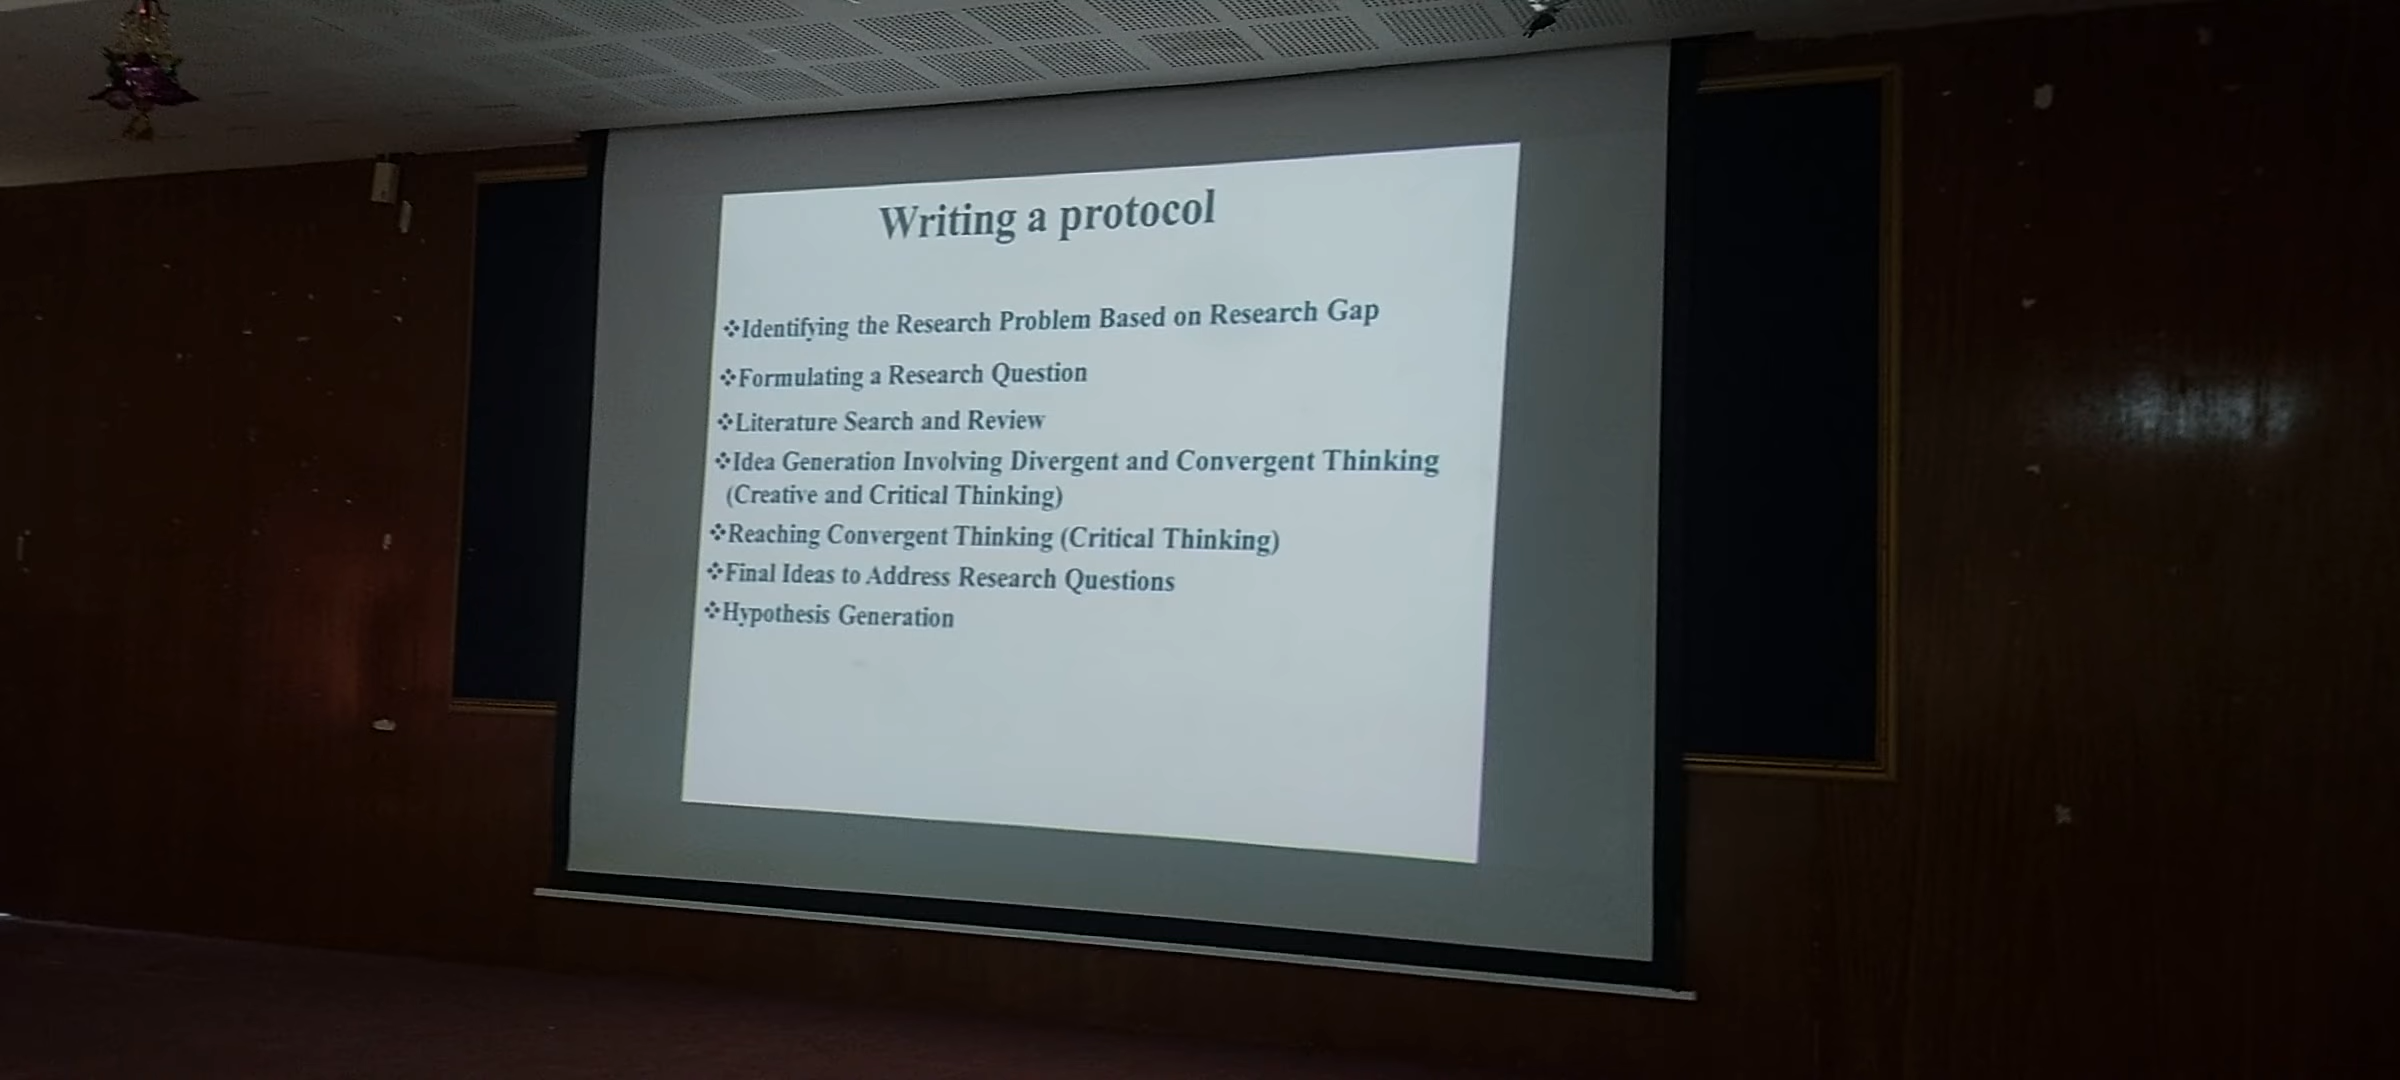 Writing a protocol
❖Identifying the Research Problem Based on Research Gap
❖Formulating a Research Question
❖Literature Search and Review
❖Idea Generation Involving Divergent and Convergent Thinking
(Creative and Critical Thinking)
❖Reaching Convergent Thinking (Critical Thinking)
❖Final Ideas to Address Research Questions
❖Hypothesis Generation